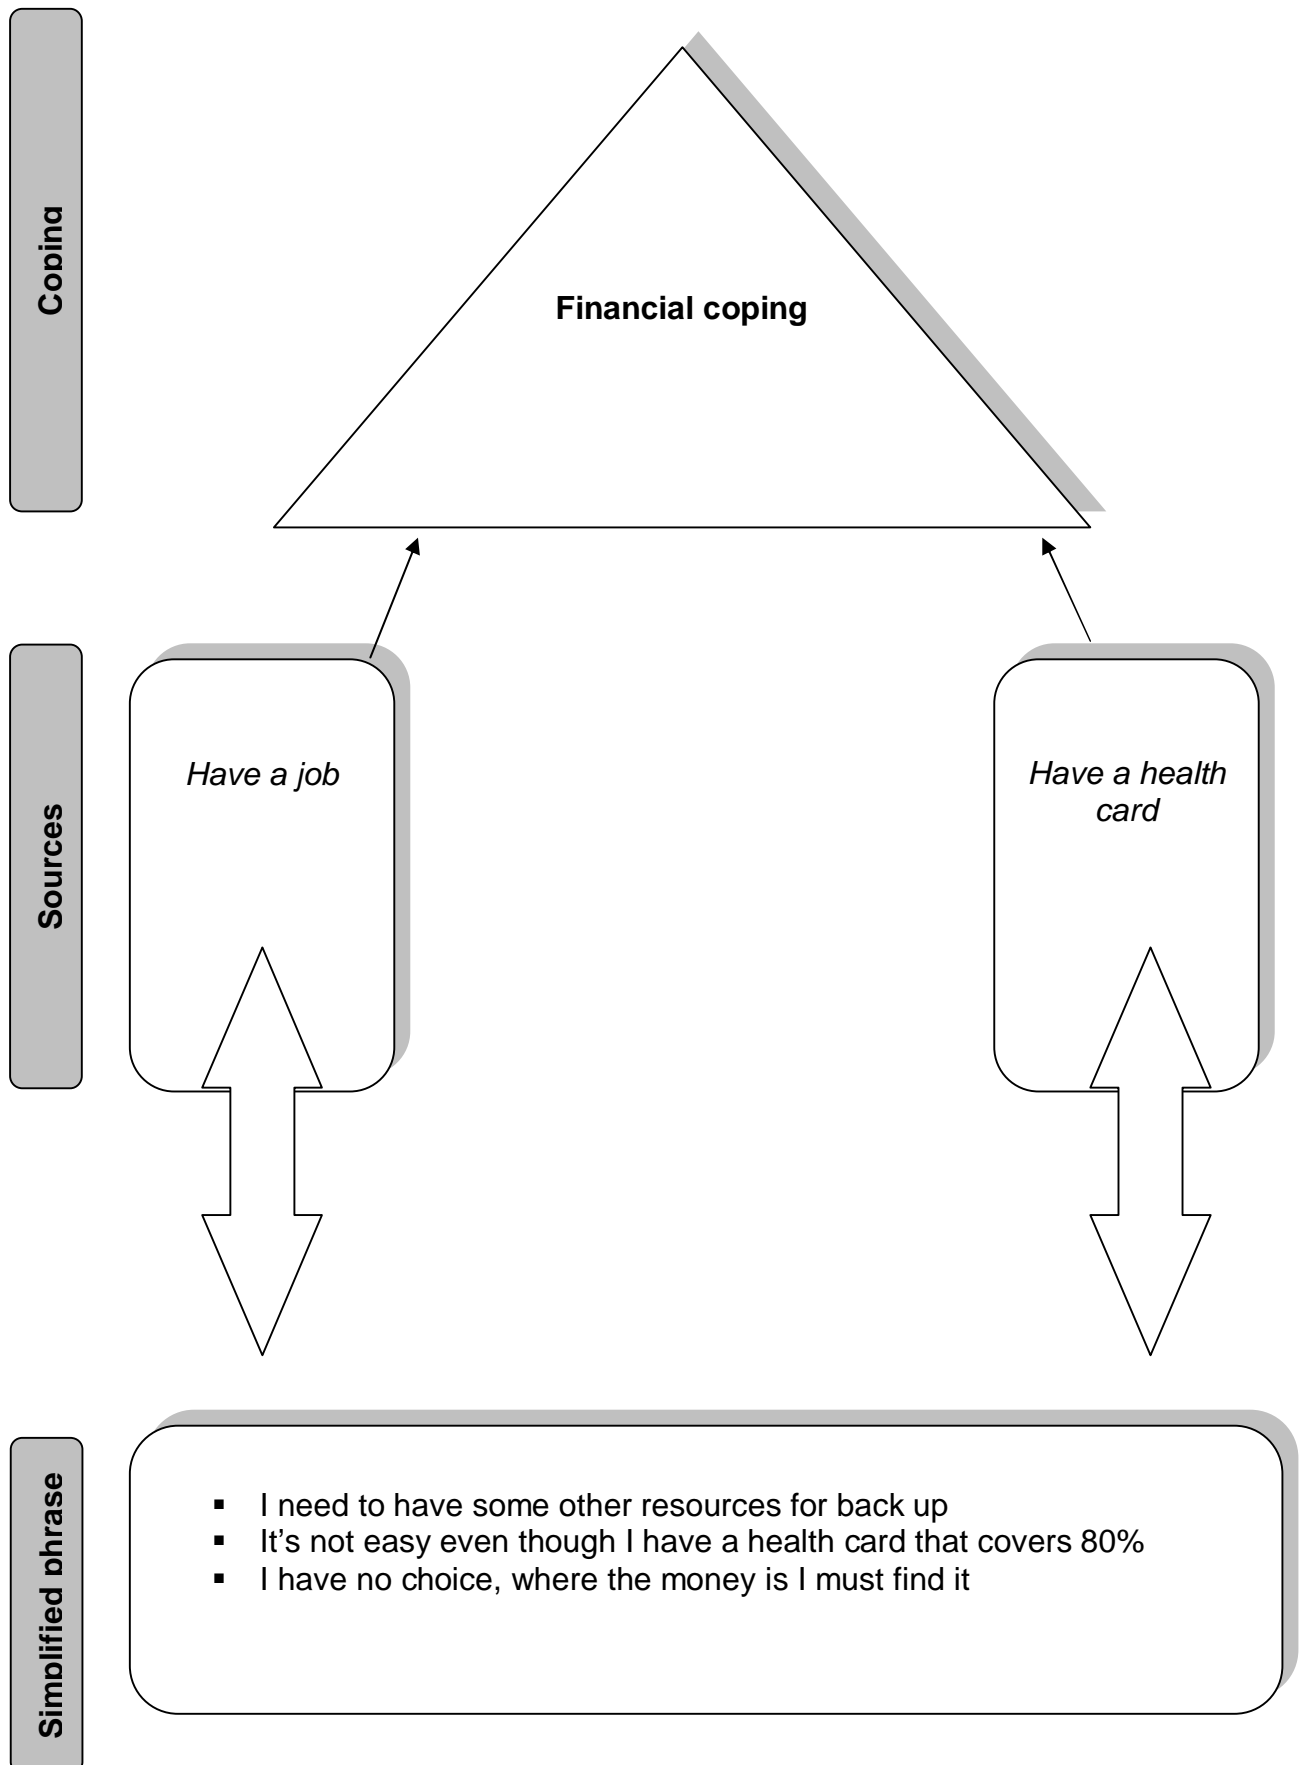 Coping
Financial coping
Sources
Have a job
Have a health
card
Simplified phrase
▪ I need to have some other resources for back up
▪ It's not easy even though I have a health card that covers 80%
▪ I have no choice, where the money is I must find it